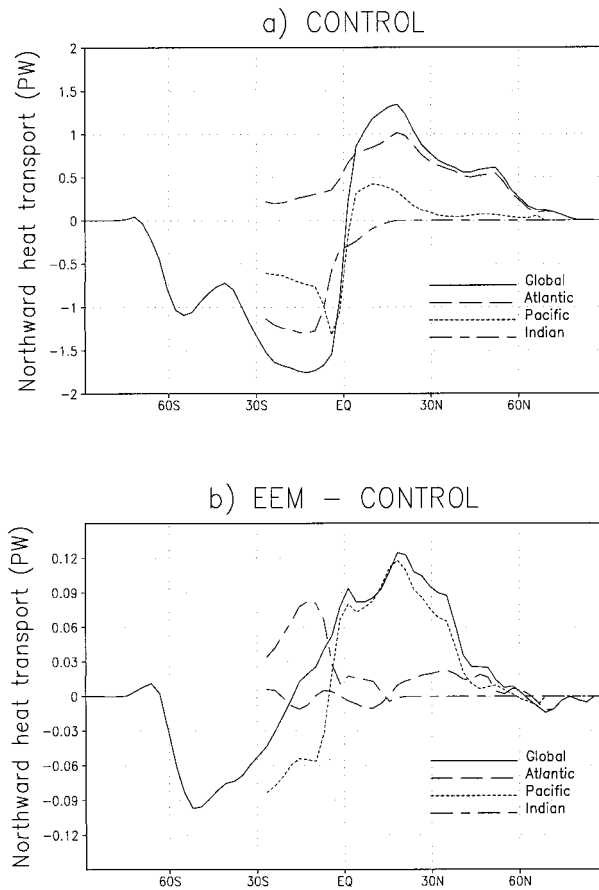 a) CONTROL
Northward heat transport (PW)
2
1.5
1
0.5
0
−0.5
−1
−1.5
−2
Global
Atlantic
Pacific
Indian
60S 30S EQ 30N 60N
b) EEM − CONTROL
Northward heat transport (PW)
0.12
0.09
0.06
0.03
0
−0.03
−0.06
−0.09
−0.12
Global
Atlantic
Pacific
Indian
60S 30S EQ 30N 60N